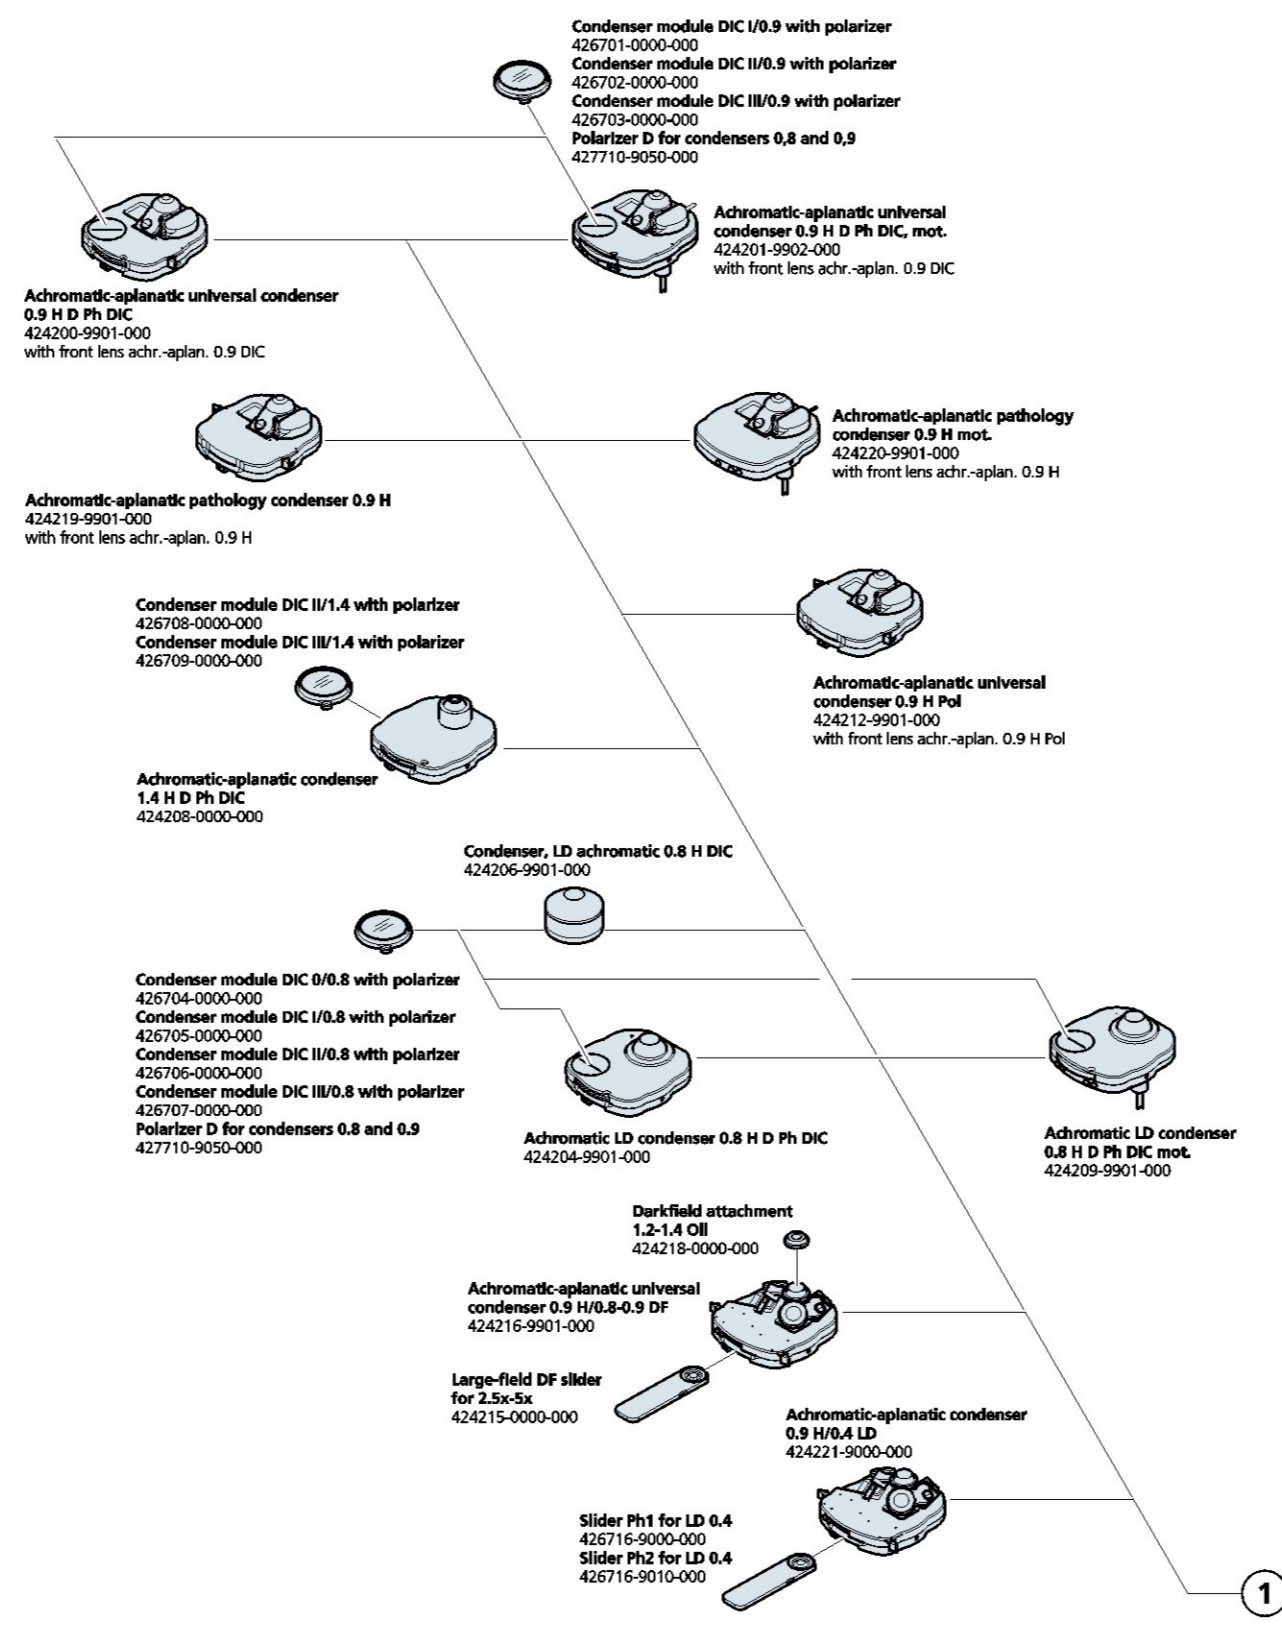 Condenser module DIC I/0.9 with polarizer
426701-0000-000
Condenser module DIC II/0.9 with polarizer
426702-0000-000
Condenser module DIC III/0.9 with polarizer
426703-0000-000
Polarizer D for condensers 0,8 and 0,9
427710-9050-000
Achromatic-aplanatic universal
condenser 0.9 H D Ph DIC, mot.
424201-9902-000
with front lens achr.-aplan. 0.9 DIC
Achromatic-aplanatic universal condenser
0.9 H D Ph DIC
424200-9901-000
with front lens achr.-aplan. 0.9 DIC
Achromatic-aplanatic pathology
condenser 0.9 H mot.
424220-9901-000
with front lens achr.-aplan. 0.9 H
Achromatic-aplanatic pathology condenser 0.9 H
424219-9901-000
with front lens achr.-aplan. 0.9 H
Condenser module DIC II/1.4 with polarizer
426708-0000-000
Condenser module DIC III/1.4 with polarizer
426709-0000-000
Achromatic-aplanatic universal
condenser 0.9 H Pol
424212-9901-000
with front lens achr.-aplan. 0.9 H Pol
Achromatic-aplanatic condenser
1.4 H D Ph DIC
424208-0000-000
Condenser, LD achromatic 0.8 H DIC
424206-9901-000
Condenser module DIC 0/0.8 with polarizer
426704-0000-000
Condenser module DIC I/0.8 with polarizer
426705-0000-000
Condenser module DIC II/0.8 with polarizer
426706-0000-000
Condenser module DIC III/0.8 with polarizer
426707-0000-000
Polarizer D for condensers 0.8 and 0.9
427710-9050-000
Achromatic LD condenser 0.8 H D Ph DIC
424204-9901-000
Achromatic LD condenser
0.8 H D Ph DIC mot.
424209-9901-000
Darkfield attachment
1.2-1.4 Oil
424218-0000-000
Achromatic-aplanatic universal
condenser 0.9 H/0.8-0.9 DF
424216-9901-000
Large-field DF slider
for 2.5x-5x
424215-0000-000
Achromatic-aplanatic condenser
0.9 H/0.4 LD
424221-9000-000
Slider Ph1 for LD 0.4
426716-9000-000
Slider Ph2 for LD 0.4
426716-9010-000
1